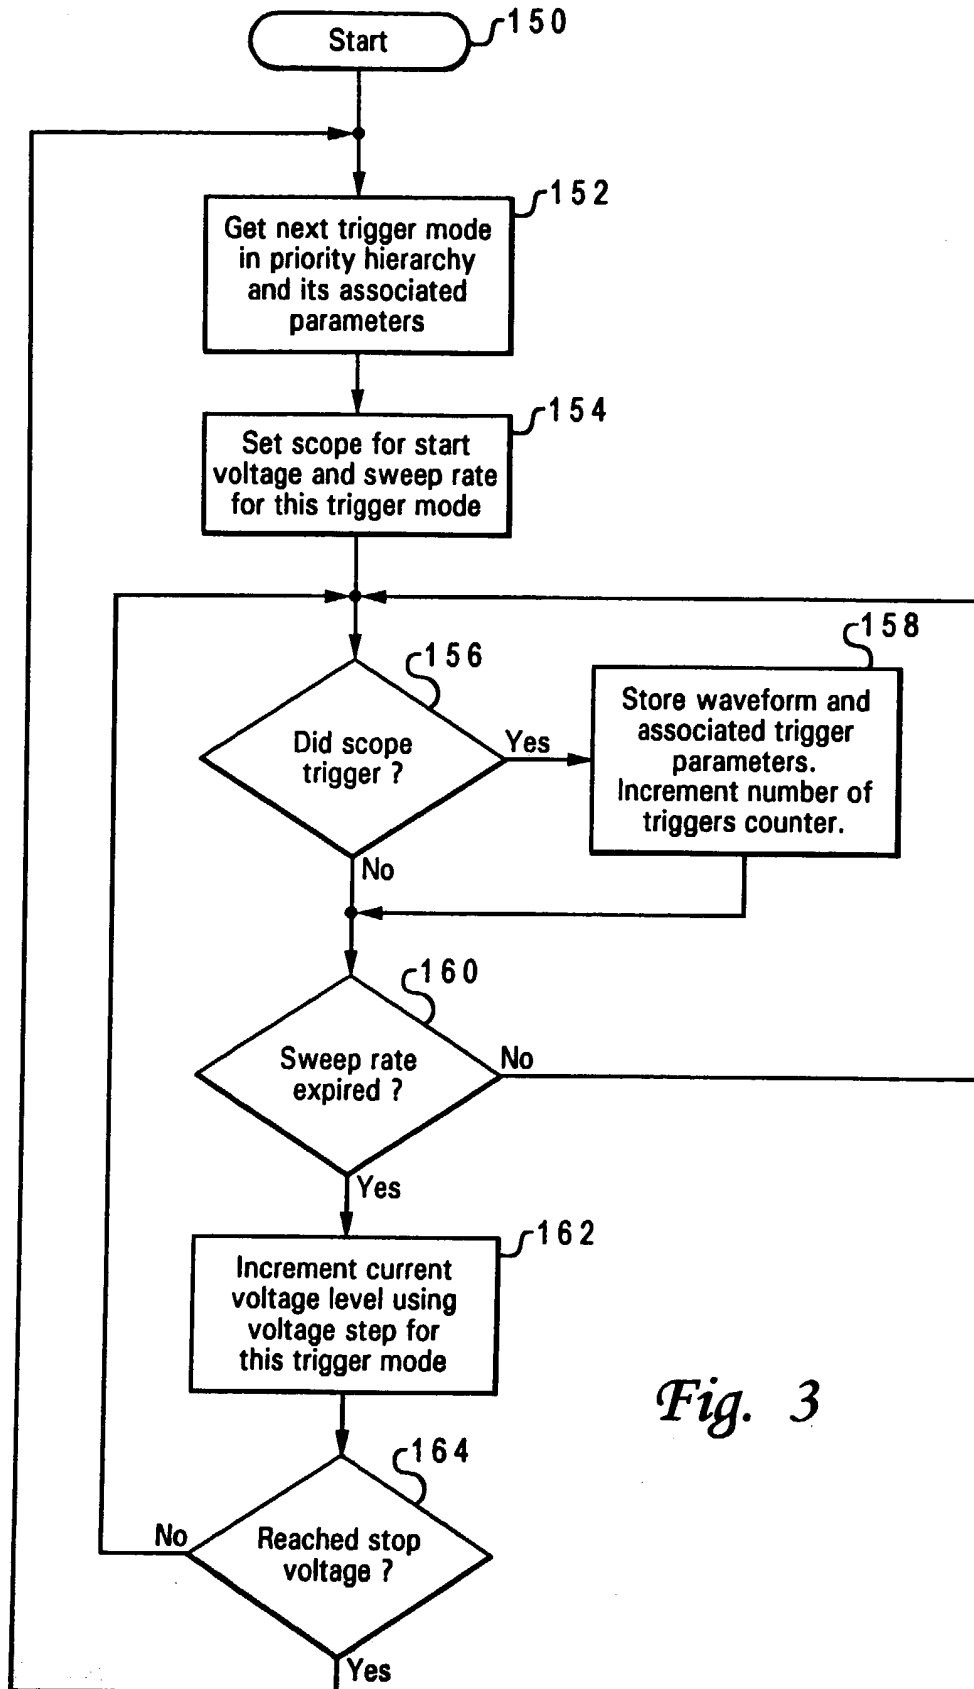 Start
150
152
Get next trigger mode
in priority hierarchy
and its associated
parameters
154
Set scope for start
voltage and sweep rate
for this trigger mode
156
Did scope
trigger ?
Yes
No
158
Store waveform and
associated trigger
parameters.
Increment number of
triggers counter.
160
Sweep rate
expired ?
No
Yes
162
Increment current
voltage level using
voltage step for
this trigger mode
164
Reached stop
voltage ?
No
Yes
Fig. 3